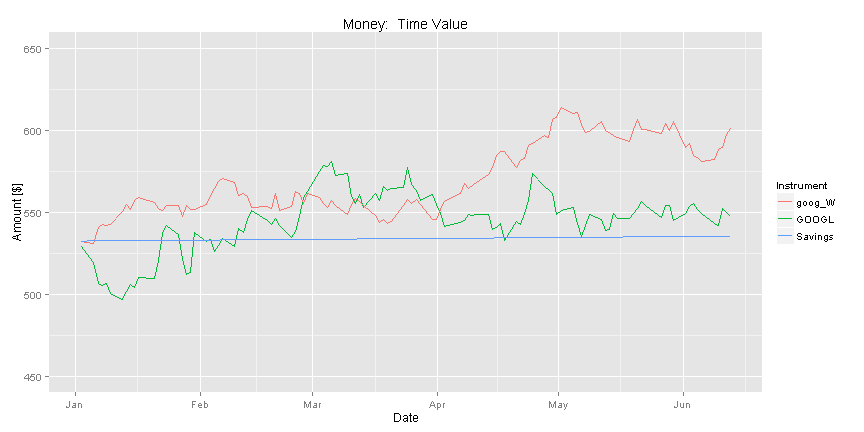 Money:  Time Value
Amount [$]
650
600
550
500
450
Jan Feb Mar Apr May Jun
Date
Instrument
goog_W
GOOGL
Savings